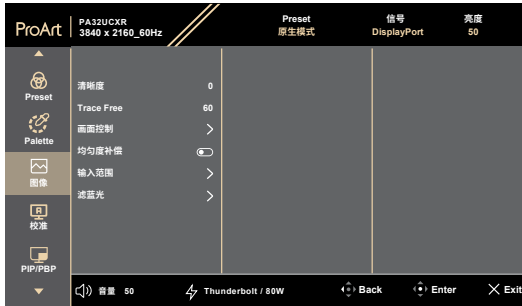 ProArt
PA32UCXR
3840 x 2160_60Hz
Preset
原生模式
信号
DisplayPort
亮度
50
Preset
Palette
图像
校准
PIP/PBP
清晰度 0
Trace Free 60
画面控制
均匀度补偿
输入范围
滤蓝光
音量 50
Thunderbolt / 80W
Back
Enter
Exit